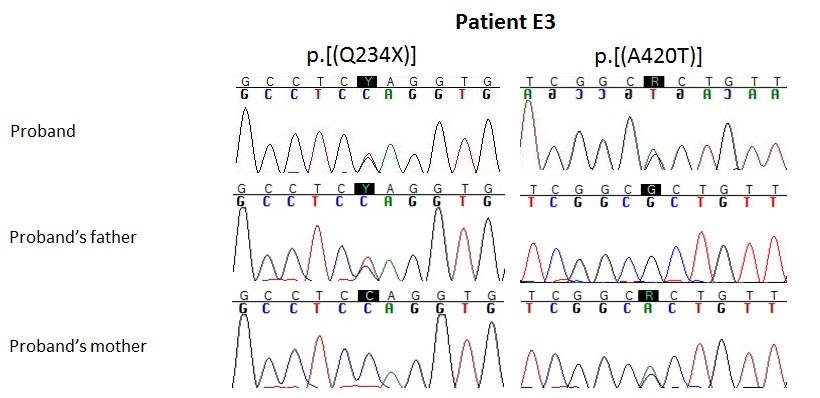 Patient E3
p.[(Q234X)]
p.[(A420T)]
G C C T C Y A G G T G
G C C T C C A G G T G
T C G G C R C T G T T
Proband
G C C T C Y A G G T G
G C C T C C A G G T G
T C G G C G C T G T T
T C G G C G C T G T T
Proband's father
G C C T C C A G G T G
G C C T C C A G G T G
T C G G C R C T G T T
T C G G C A C T G T T
Proband's mother